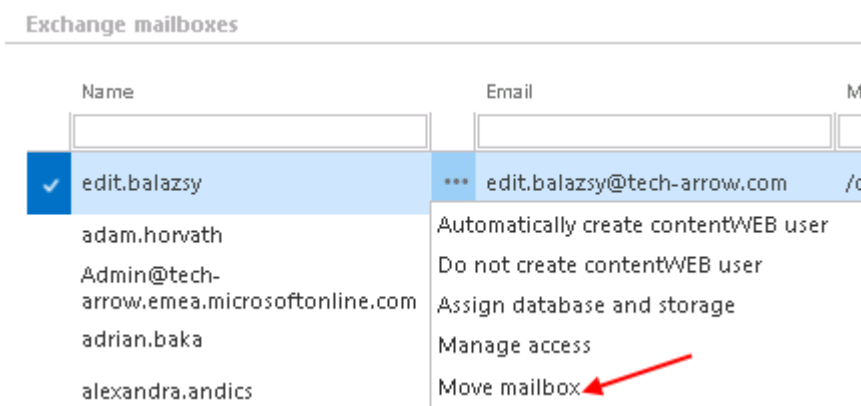 Exchange mailboxes
Name Email M
edit.balazsy ••• edit.balazsy@tech-arrow.com /c
adam.horvath
Automatically create contentWEB user
Do not create contentWEB user
Admin@tech-
arrow.emea.microsoftonline.com
Assign database and storage
adrian.baka
Manage access
alexandra.andics
Move mailbox